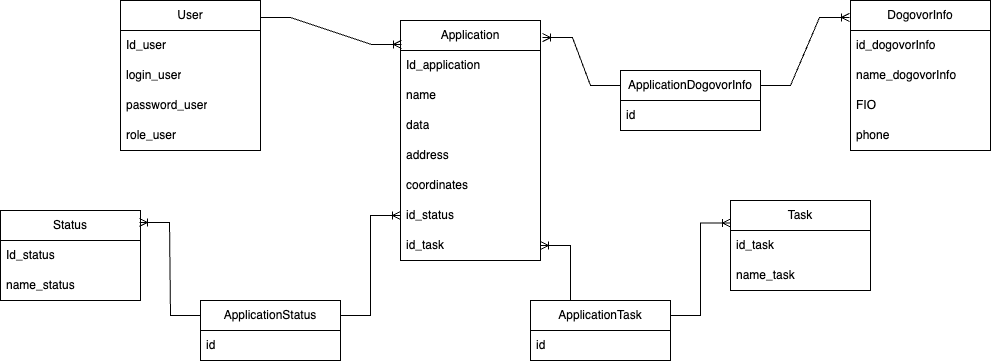 User
Id_user
login_user
password_user
role_user
Application
Id_application
name
data
address
coordinates
id_status
id_task
ApplicationDogovorInfo
id
DogovorInfo
id_dogovorInfo
name_dogovorInfo
FIO
phone
Status
Id_status
name_status
ApplicationStatus
id
ApplicationTask
id
Task
id_task
name_task